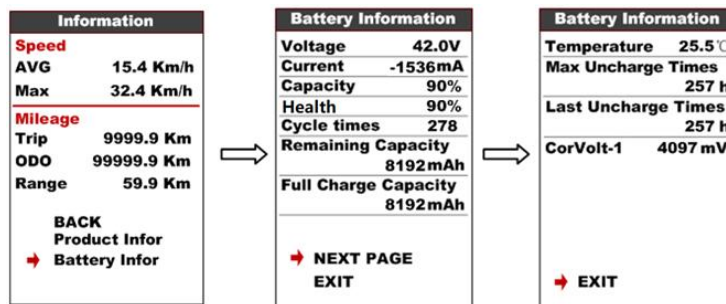 Information
Speed
AVG 15.4 Km/h
Max 32.4 Km/h
Mileage
Trip 9999.9 Km
ODO 99999.9 Km
Range 59.9 Km
BACK
Product Infor
Battery Infor
Battery Information
Voltage 42.0V
Current -1536mA
Capacity 90%
Health 90%
Cycle times 278
Remaining Capacity
8192mAh
Full Charge Capacity
8192mAh
NEXT PAGE
EXIT
Battery Information
Temperature 25.5℃
Max Uncharge Times
257 h
Last Uncharge Times
257 h
CorVolt-1 4097 mV
EXIT